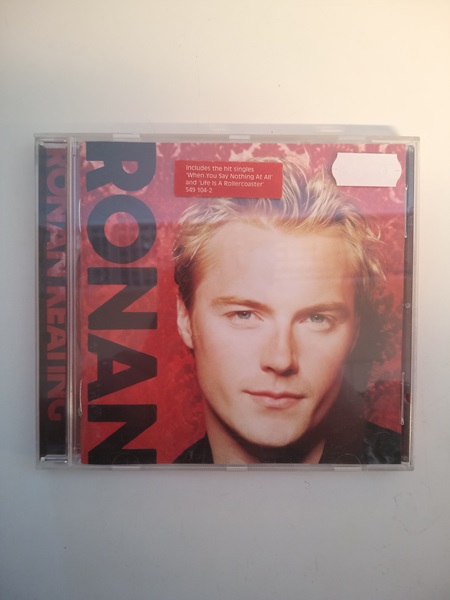 RONAN KEATING
RONAN
includes the hit singles
'When You Say Nothing At All'
and 'Life Is A Rollercoaster'
549 104-2